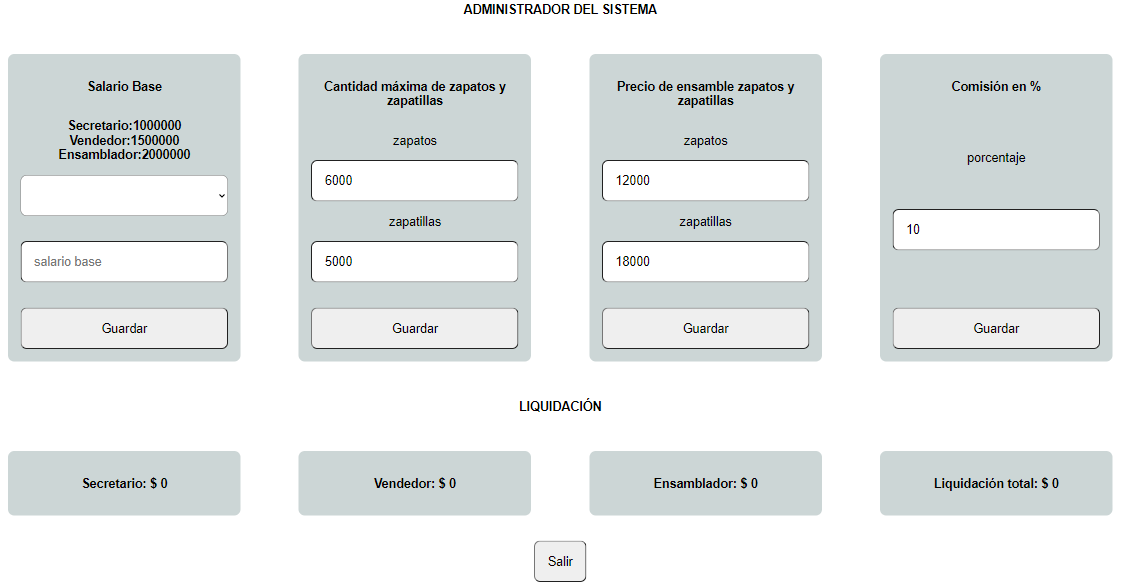 ADMINISTRADOR DEL SISTEMA
Salario Base
Secretario:1000000
Vendedor:1500000
Ensamblador:2000000
salario base
Guardar
Cantidad máxima de zapatos y
zapatillas
zapatos
6000
zapatillas
5000
Guardar
Precio de ensamble zapatos y
zapatillas
zapatos
12000
zapatillas
18000
Guardar
Comisión en %
porcentaje
10
Guardar
LIQUIDACIÓN
Secretario: $ 0
Vendedor: $ 0
Ensamblador: $ 0
Liquidación total: $ 0
Salir